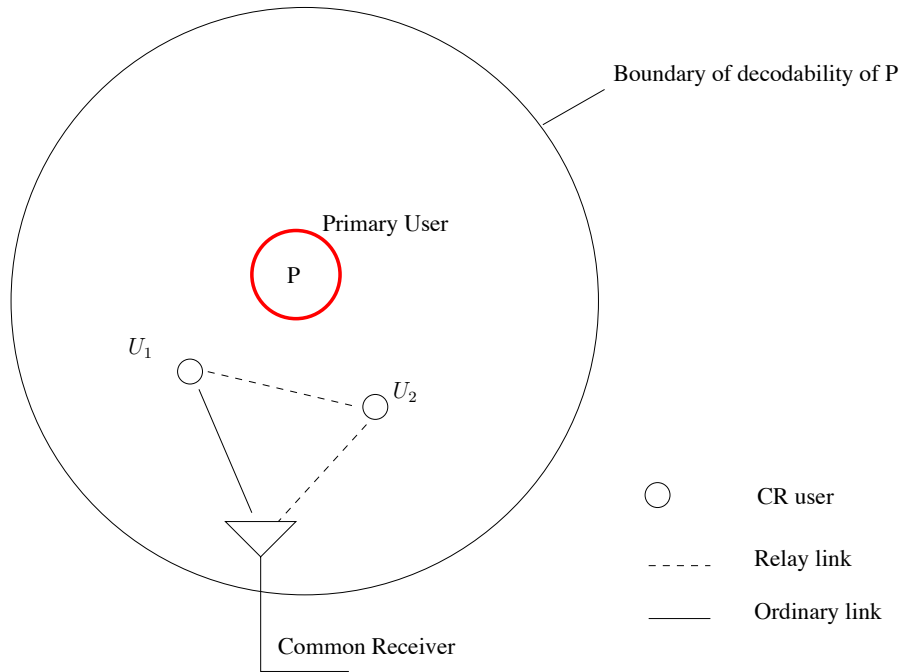 Boundary of decodability of P
Primary User
P
U1
U2
CR user
Relay link
Ordinary link
Common Receiver